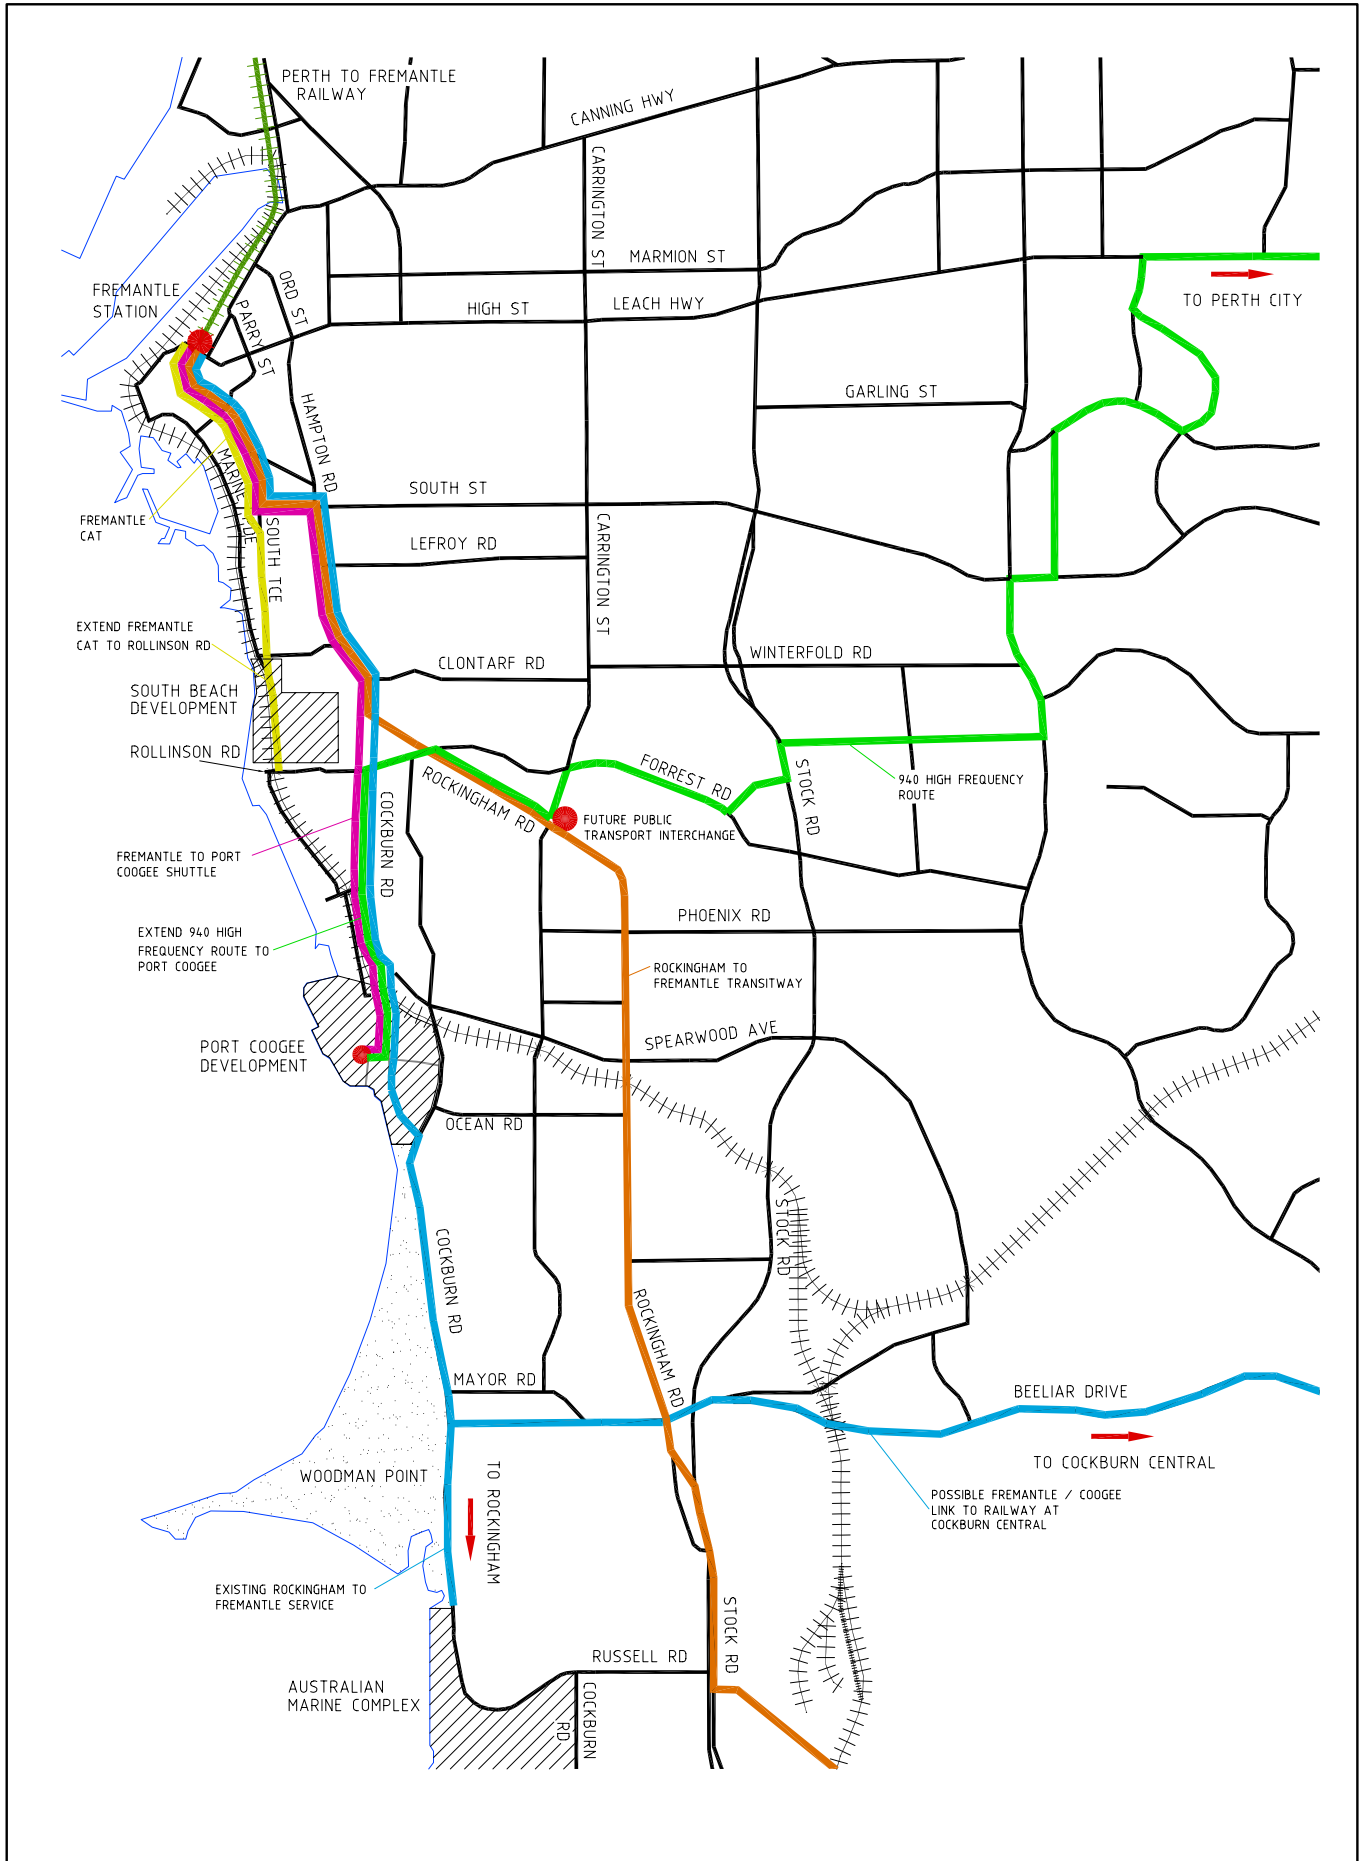 PERTH TO FREMANTLE
RAILWAY
CANNING HWY
CARRINGTON ST
MARMION ST
FREMANTLE
STATION
ORD ST
PARRY ST
HIGH ST
LEACH HWY
TO PERTH CITY
GARLING ST
HAMPTON RD
MARINE
DE
SOUTH ST
FREMANTLE
CAT
SOUTH TCE
LEFROY RD
CARRINGTON ST
EXTEND FREMANTLE
CAT TO ROLLINSON RD
CLONTARF RD
WINTERFOLD RD
SOUTH BEACH
DEVELOPMENT
ROLLINSON RD
ROCKINGHAM RD
FORREST RD
STOCK RD
940 HIGH FREQUENCY
ROUTE
COCKBURN RD
FUTURE PUBLIC
TRANSPORT INTERCHANGE
FREMANTLE TO PORT
COOGEE SHUTTLE
PHOENIX RD
EXTEND 940 HIGH
FREQUENCY ROUTE TO
PORT COOGEE
ROCKINGHAM TO
FREMANTLE TRANSITWAY
PORT COOGEE
DEVELOPMENT
SPEARWOOD AVE
OCEAN RD
STOCK RD
COCKBURN RD
ROCKINGHAM RD
MAYOR RD
BEELIAR DRIVE
TO COCKBURN CENTRAL
WOODMAN POINT
TO ROCKINGHAM
POSSIBLE FREMANTLE / COOGEE
LINK TO RAILWAY AT
COCKBURN CENTRAL
EXISTING ROCKINGHAM TO
FREMANTLE SERVICE
STOCK RD
RUSSELL RD
AUSTRALIAN
MARINE COMPLEX
COCKBURN
RD